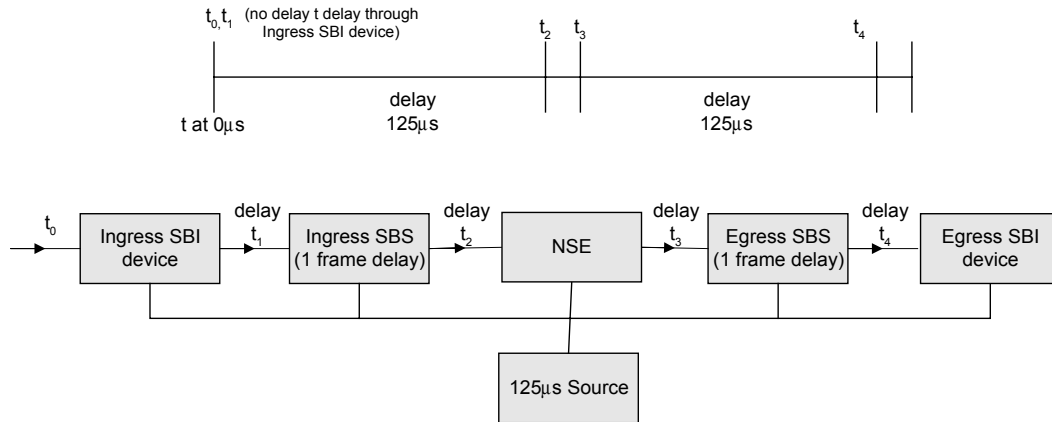 t0,t1 (no delay t delay through
Ingress SBI device)
t2
t3
t4
delay
125μs
delay
125μs
t at 0μs
t0
Ingress SBI
device
delay
t1
Ingress SBS
(1 frame delay)
delay
t2
NSE
delay
t3
Egress SBS
(1 frame delay)
delay
t4
Egress SBI
device
125μs Source